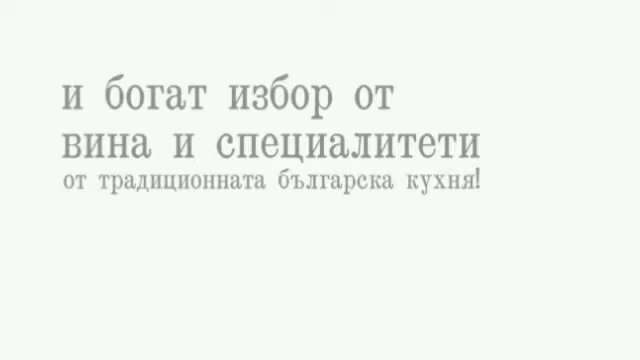 и богат избор от
вина и специалитети
от традиционната българска кухня!